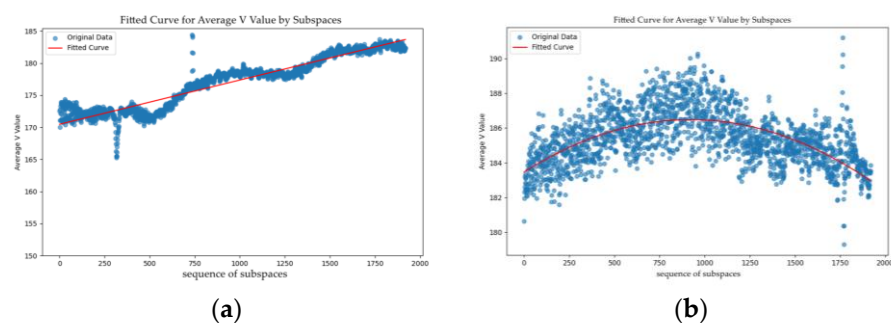 Fitted Curve for Average V Value by Subspaces
185
180
175
170
165
160
155
150
Average V Value
Original Data
Fitted Curve
0 250 500 750 1000 1250 1500 1750 2000
sequence of subspaces
(a)
Fitted Curve for Average V Value by Subspaces
190
188
186
184
182
180
Average V Value
Original Data
Fitted Curve
0 250 500 750 1000 1250 1500 1750 2000
sequence of subspaces
(b)